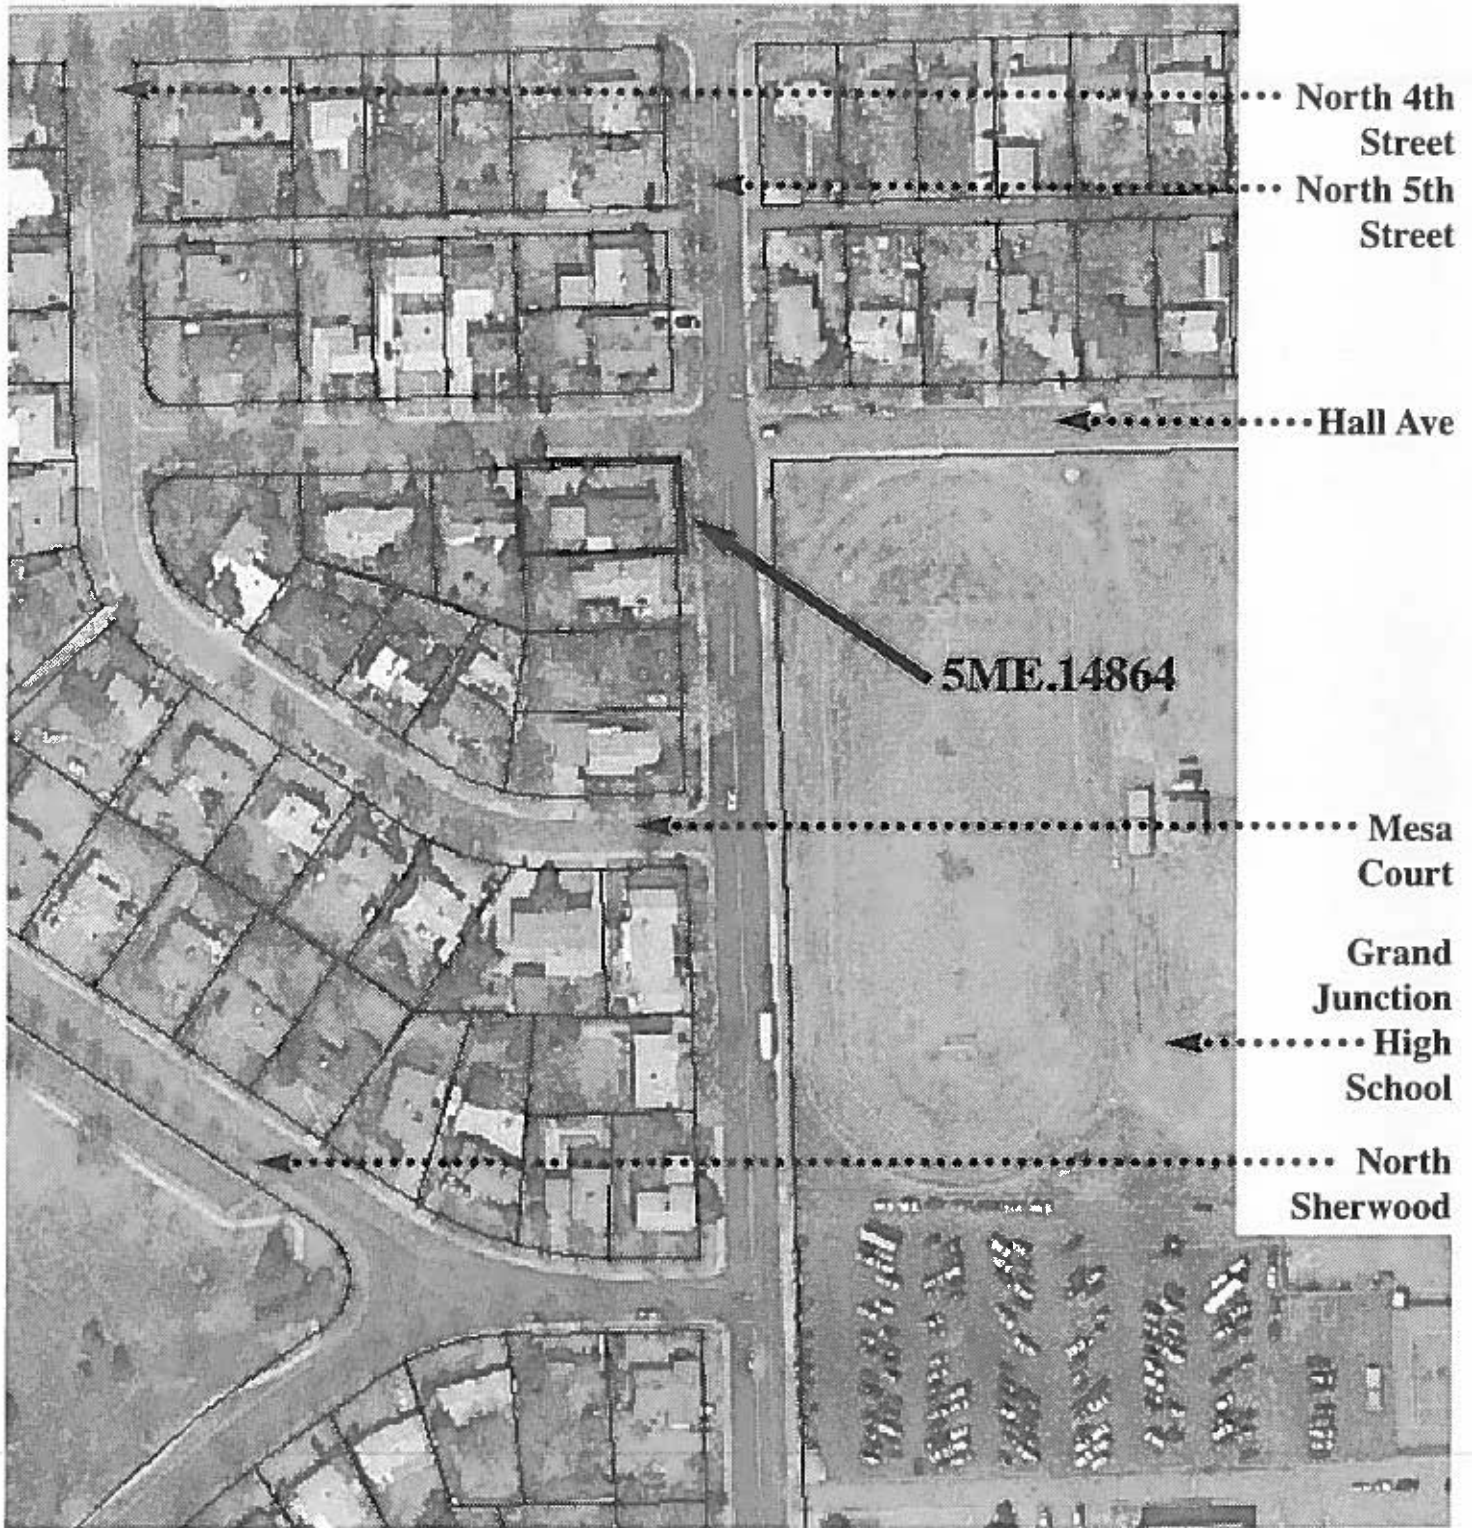 North 4th
Street
North 5th
Street
Hall Ave
5ME.14864
Mesa
Court
Grand
Junction
High
School
North
Sherwood